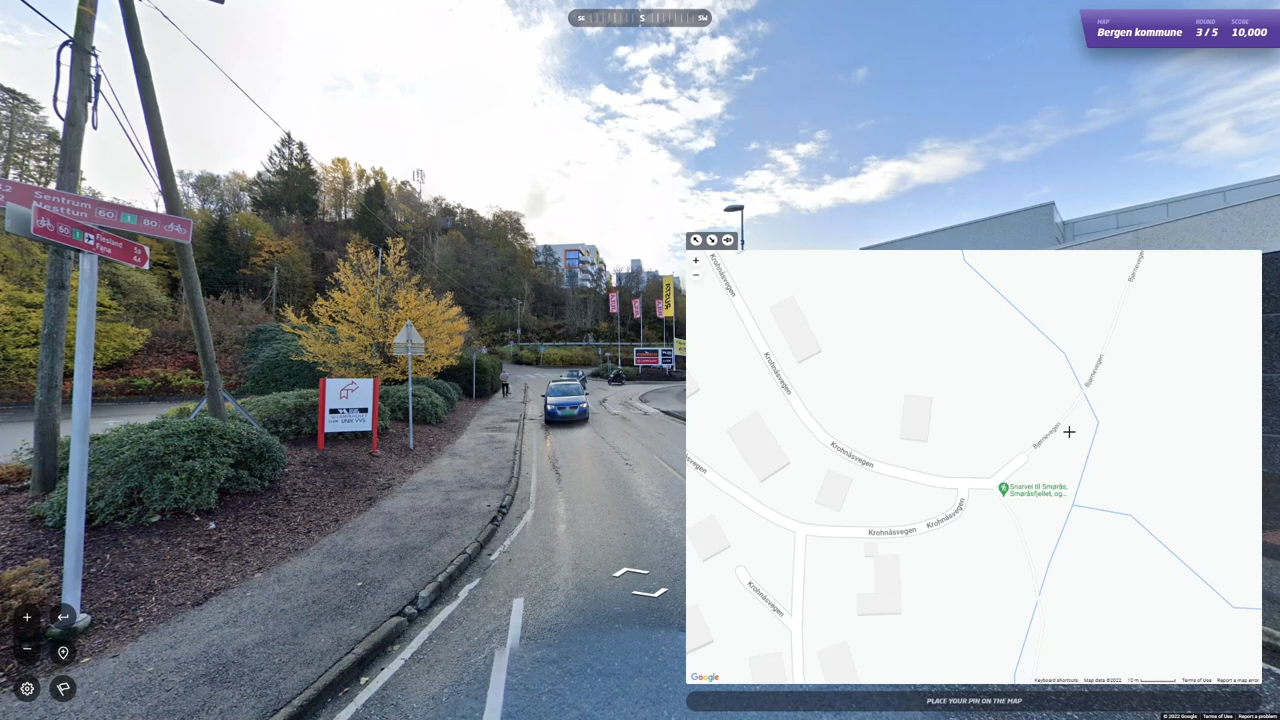 SE
S
SW
MAP
Bergen kommune
ROUND
3 / 5
SCORE
10,000
Sentrum 60 1 80
Nesttun
60 1 Flesland
Fana
UNIK VVS
Krohnåsvegen
Krohnåsvegen
Krohnåsvegen
Krohnåsvegen
Krohnåsvegen
Krohnåsvegen
Bjørnevegen
Bjørnevegen
Snarvei til Smørås,
Smøråsfjellet, og...
Google
Keyboard shortcuts
Map data ©2022
10 m
Terms of Use
Report a map error
PLACE YOUR PIN ON THE MAP
© 2022 Google
Terms of Use
Report a problem